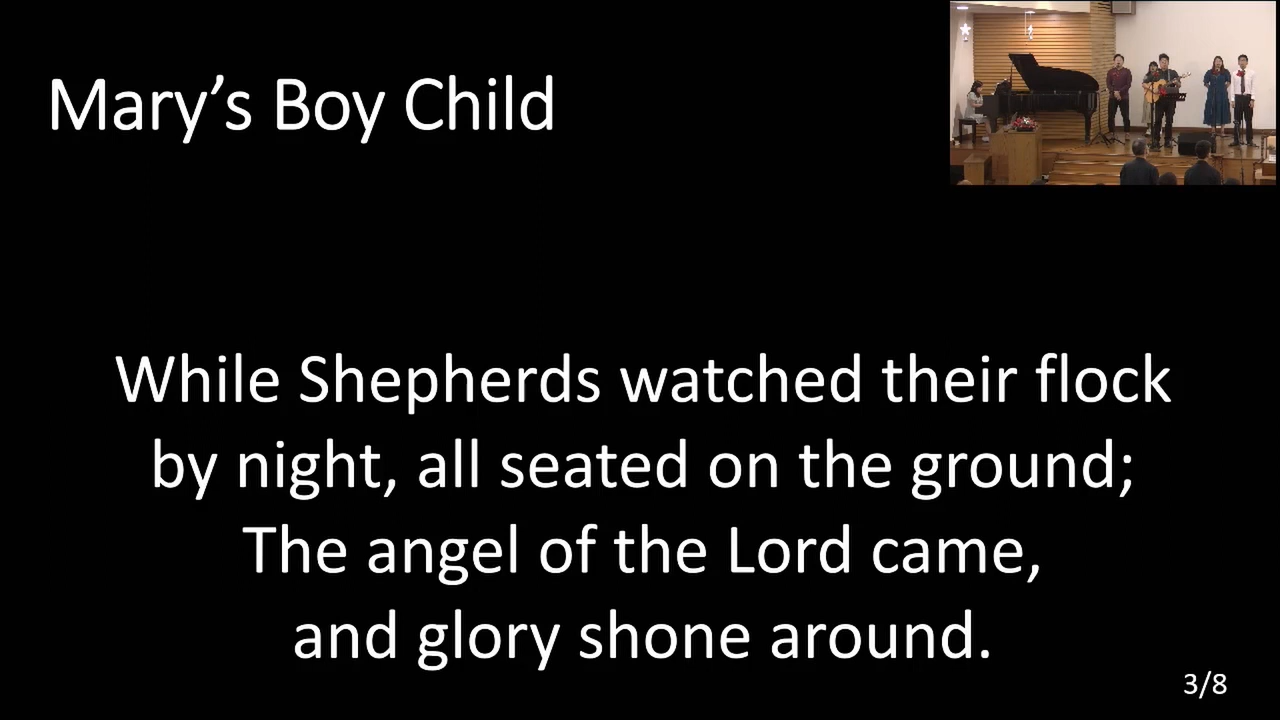 Mary’s Boy Child
While Shepherds watched their flock
by night, all seated on the ground;
The angel of the Lord came,
and glory shone around.
3/8